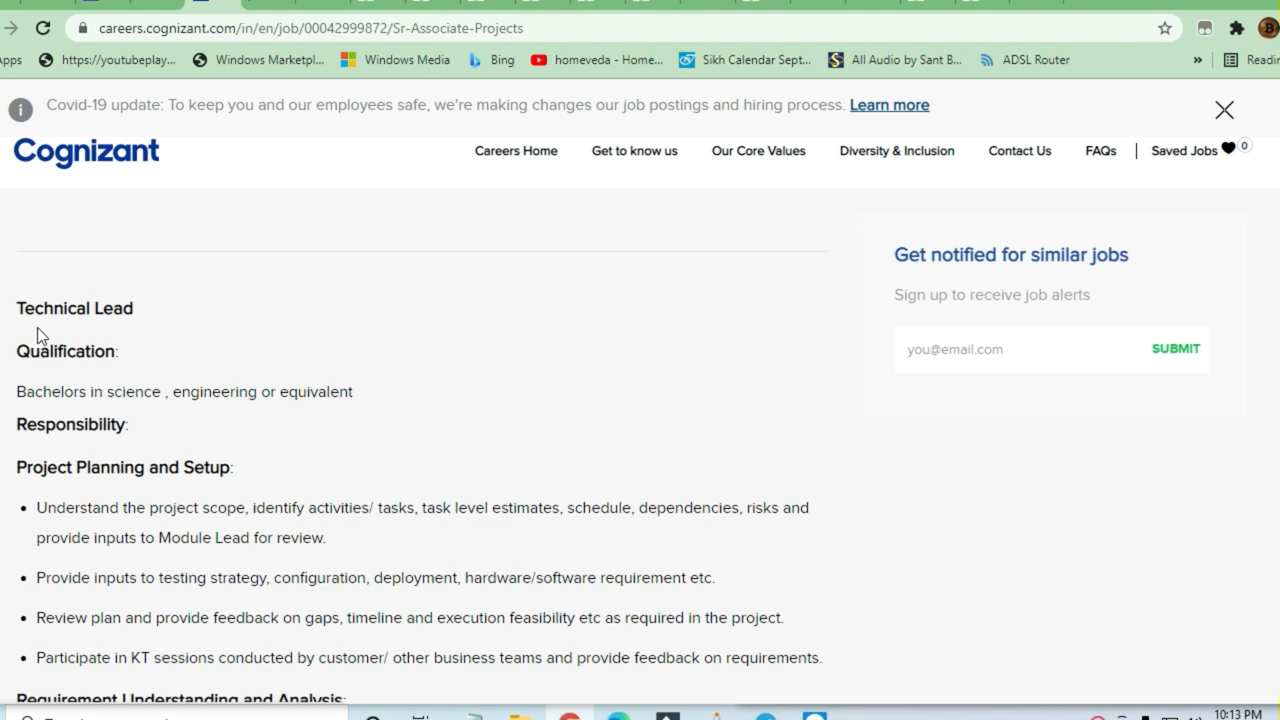 careers.cognizant.com/in/en/job/00042999872/Sr-Associate-Projects
Apps https://youtubeplay... Windows Marketpl... Windows Media Bing homeveda - Home... Sikh Calendar Sept... All Audio by Sant B... ADSL Router » Readin
Covid-19 update: To keep you and our employees safe, we're making changes our job postings and hiring process. Learn more
Cognizant
Careers Home Get to know us Our Core Values Diversity & Inclusion Contact Us FAQs | Saved Jobs 0
Get notified for similar jobs
Sign up to receive job alerts
you@email.com SUBMIT
Technical Lead
Qualification:
Bachelors in science , engineering or equivalent
Responsibility:
Project Planning and Setup:
• Understand the project scope, identify activities/ tasks, task level estimates, schedule, dependencies, risks and
provide inputs to Module Lead for review.
• Provide inputs to testing strategy, configuration, deployment, hardware/software requirement etc.
• Review plan and provide feedback on gaps, timeline and execution feasibility etc as required in the project.
• Participate in KT sessions conducted by customer/ other business teams and provide feedback on requirements.
Requirement Understanding and Analysis:
10:13 PM